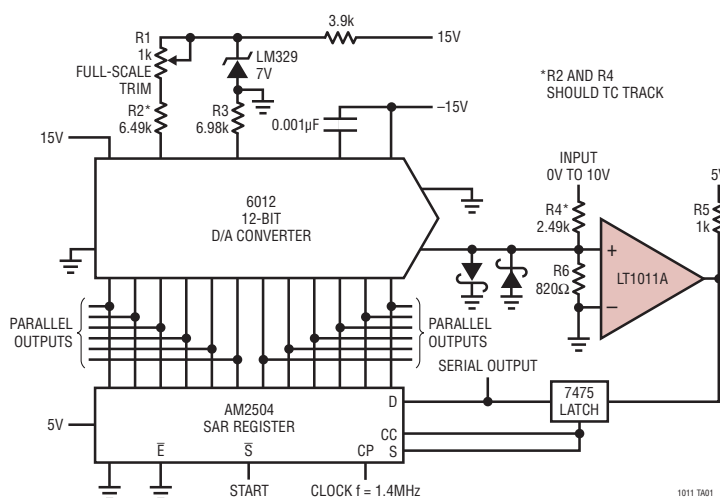 3.9k
15V
R1
1k
FULL-SCALE
TRIM
LM329
7V
*R2 AND R4
SHOULD TC TRACK
R2*
6.49k
R3
6.98k
0.001µF
–15V
15V
INPUT
0V TO 10V
5V
6012
12-BIT
D/A CONVERTER
R4*
2.49k
R5
1k
+
LT1011A
–
R6
820Ω
PARALLEL
OUTPUTS
PARALLEL
OUTPUTS
SERIAL OUTPUT
7475
LATCH
AM2504
SAR REGISTER
D
5V
CC
E̅
S̅
CP
S
START
CLOCK f = 1.4MHz
1011 TA01